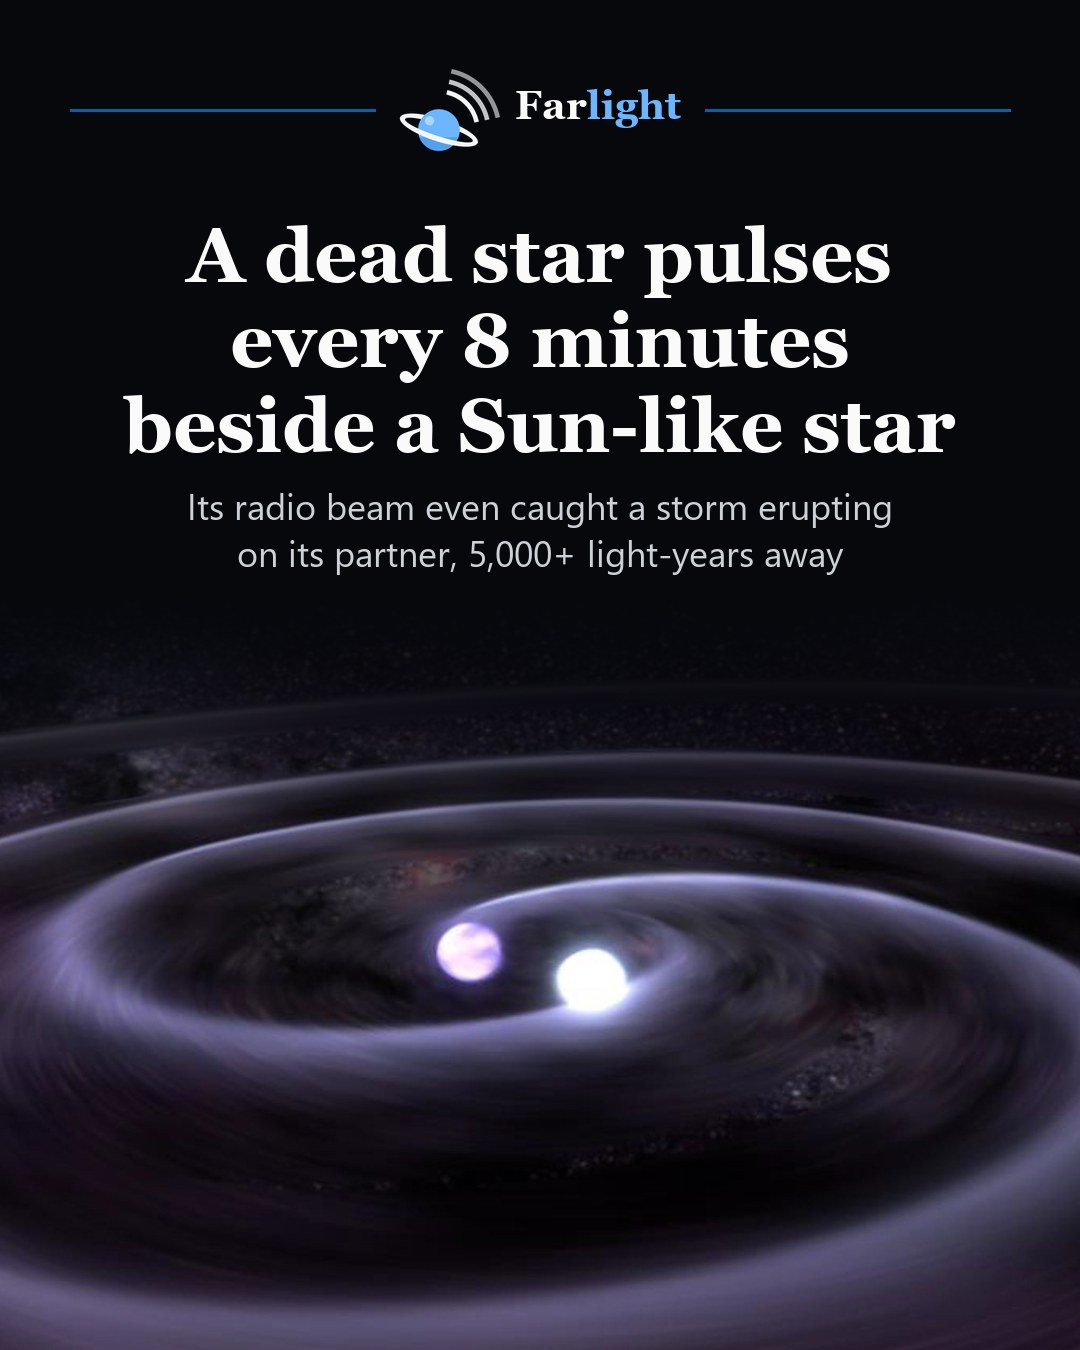 Farlight
A dead star pulses
every 8 minutes
beside a Sun-like star
Its radio beam even caught a storm erupting
on its partner, 5,000+ light-years away